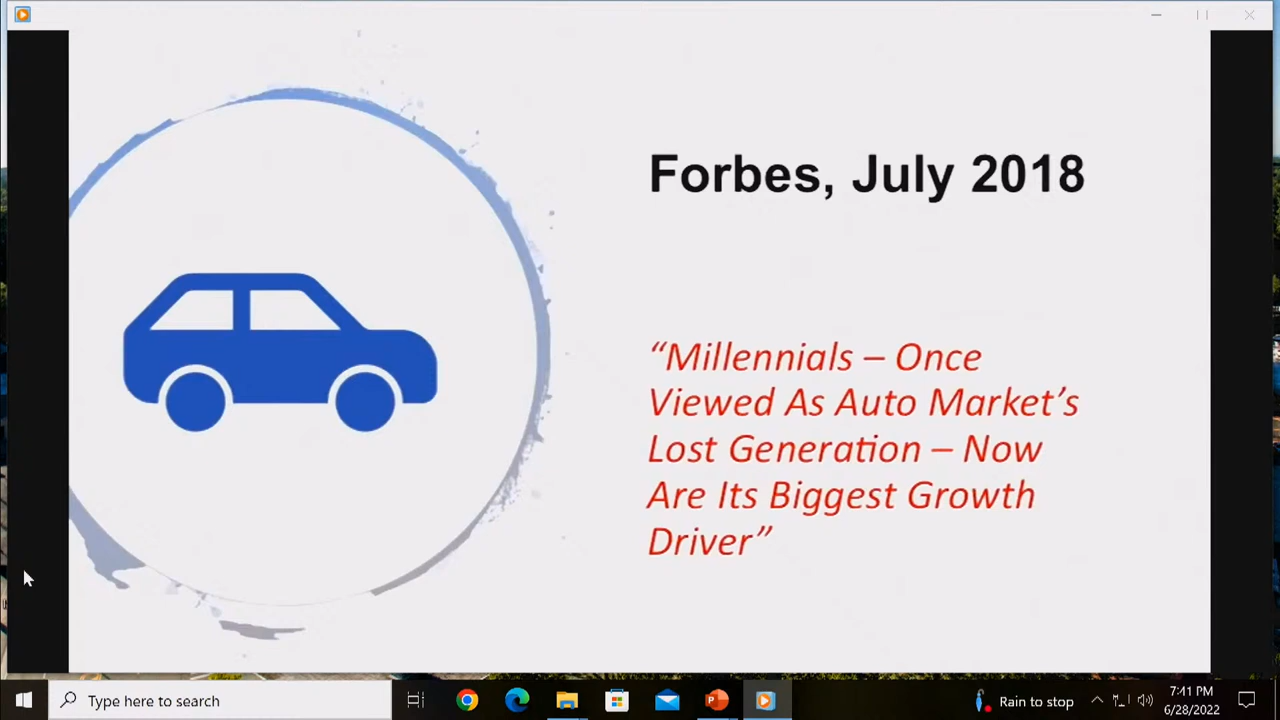 Forbes, July 2018
“Millennials – Once
Viewed As Auto Market’s
Lost Generation – Now
Are Its Biggest Growth
Driver”
Type here to search
Rain to stop
7:41 PM
6/28/2022